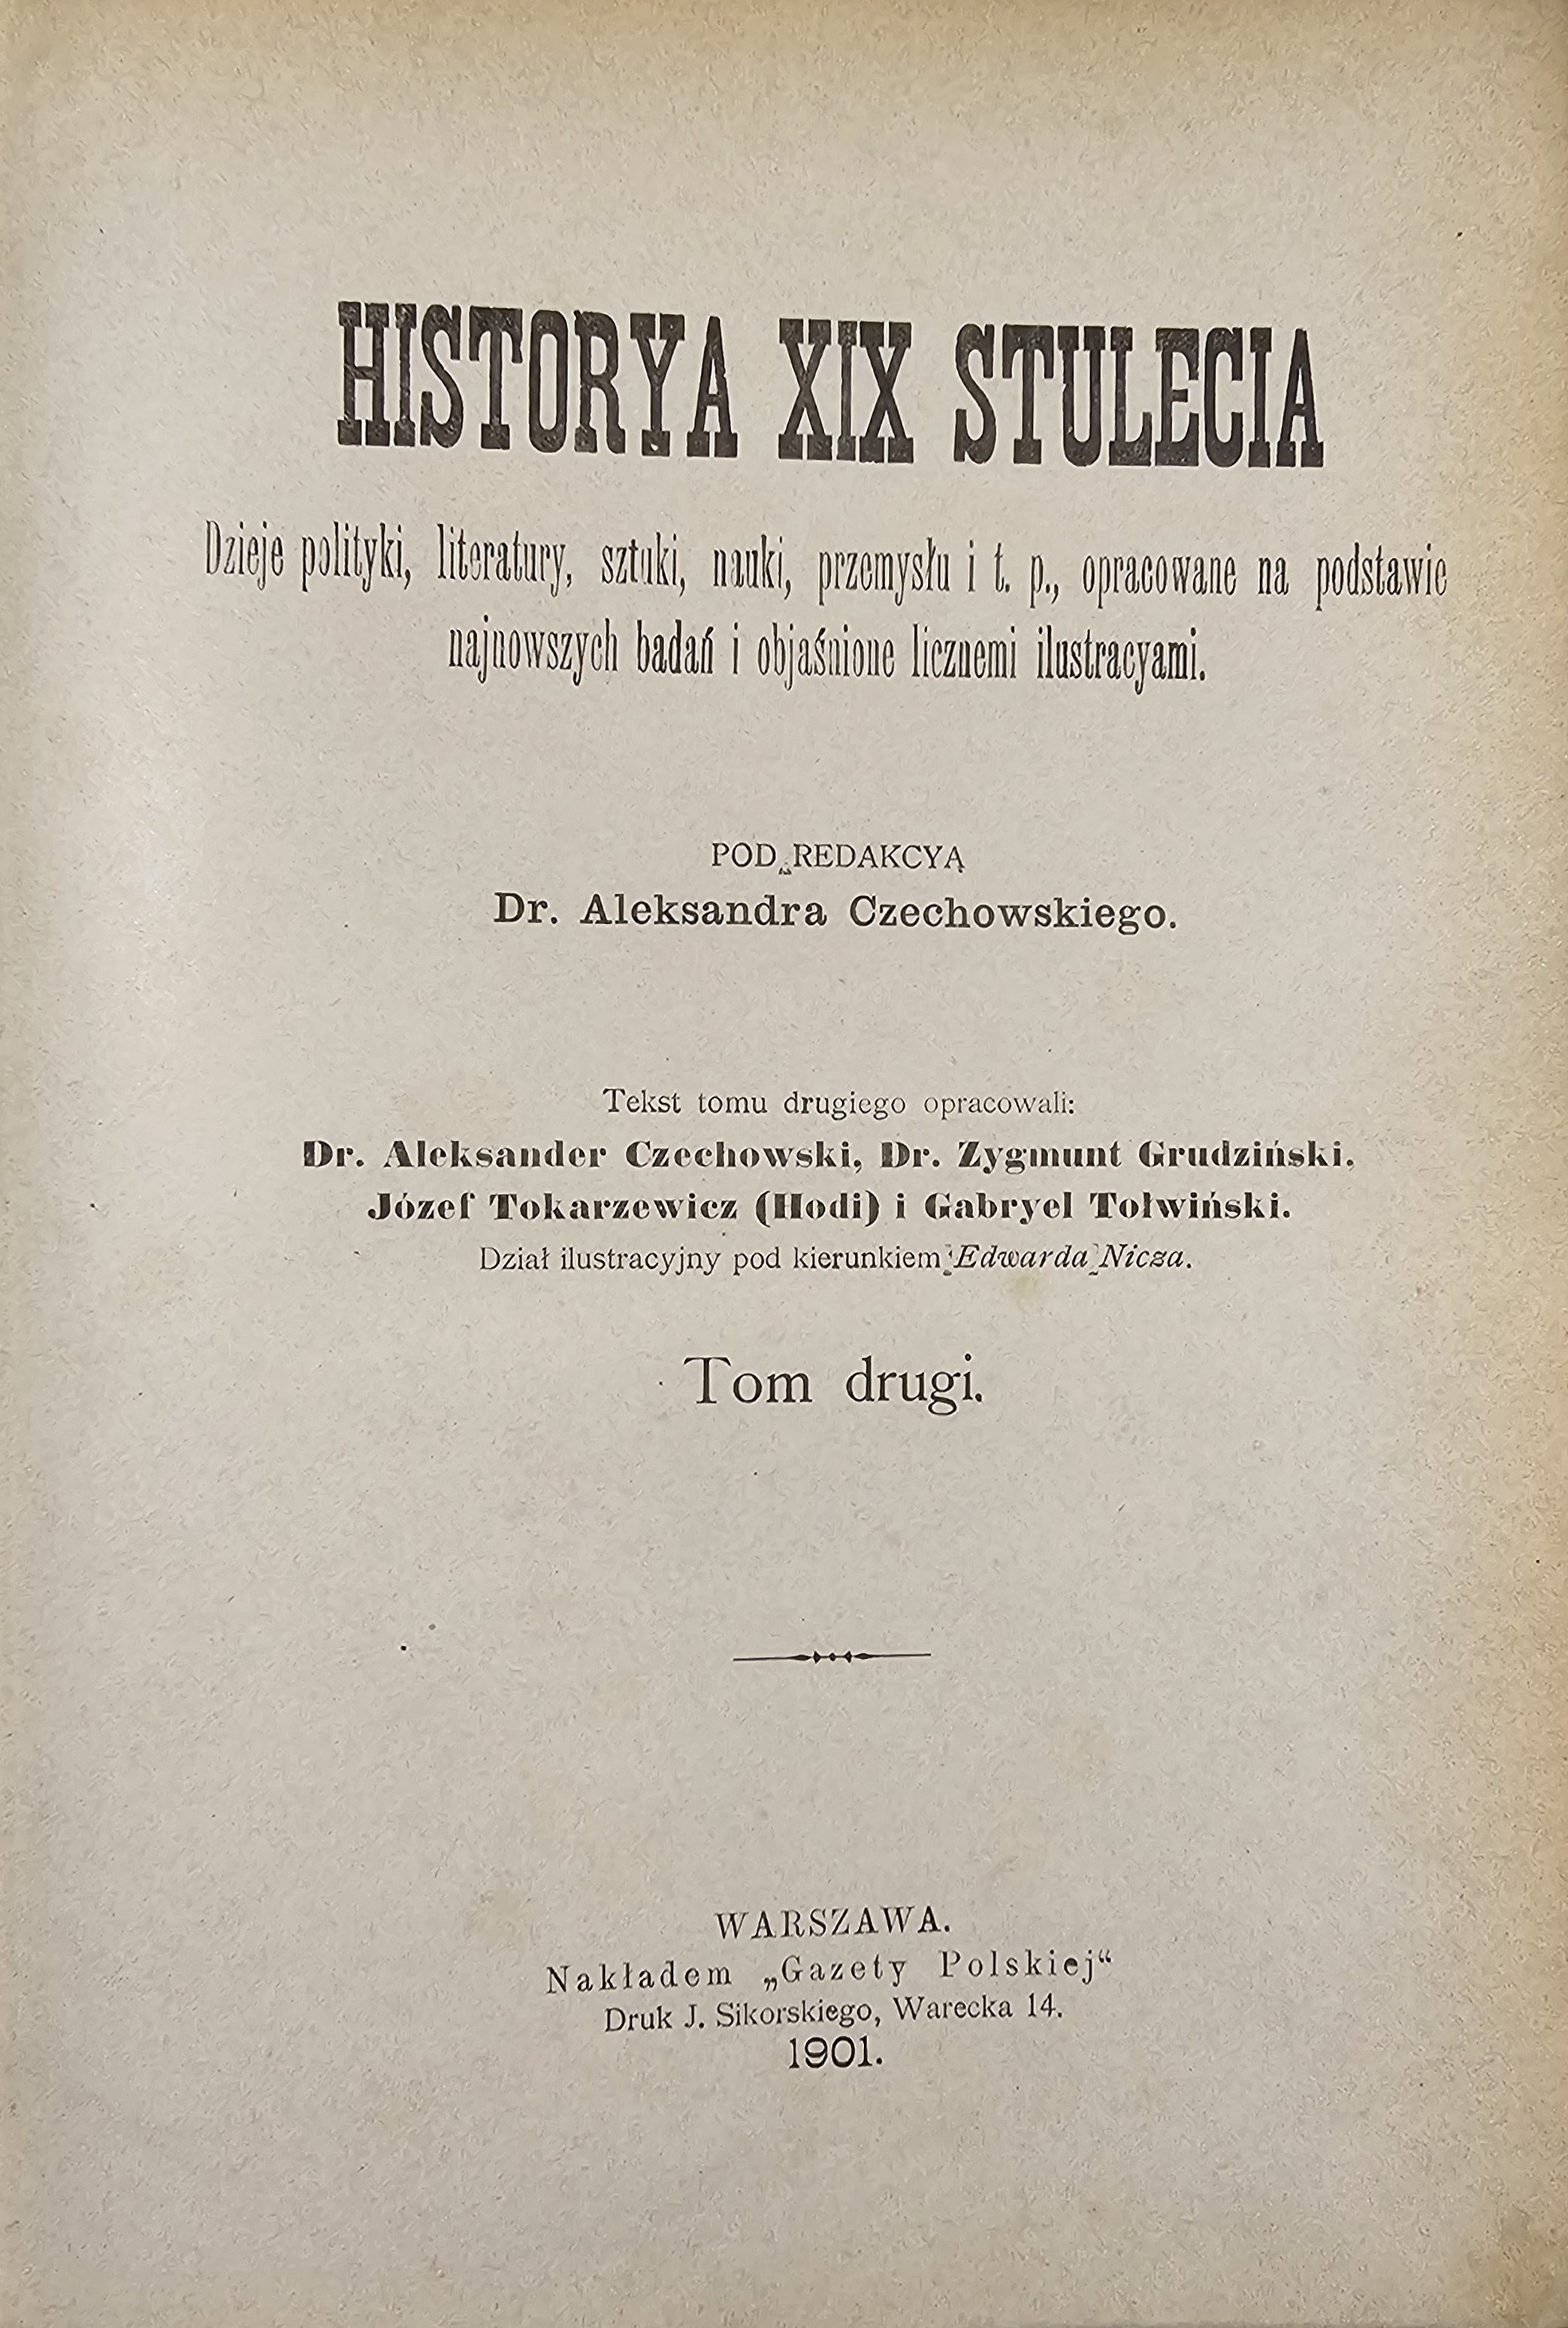 HISTORYA XIX STULECIA
Dzieje polityki, literatury, sztuki, nauki, przemysłu i t. p., opracowane na podstawie
najnowszych badań i objaśnione licznemi ilustracyami.
POD REDAKCYĄ
Dr. Aleksandra Czechowskiego.
Tekst tomu drugiego opracowali:
Dr. Aleksander Czechowski, Dr. Zygmunt Grudziński,
Józef Tokarzewicz (Hodi) i Gabryel Tołwiński.
Dział ilustracyjny pod kierunkiem Edwarda Nicza.
Tom drugi.
WARSZAWA.
Nakładem „Gazety Polskiej“
Druk J. Sikorskiego, Warecka 14.
1901.